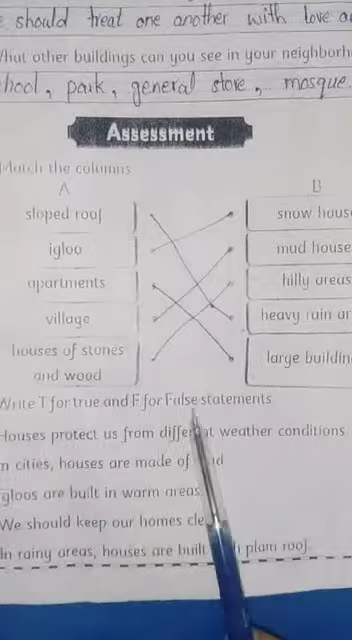 should treat one another with love
What other buildings can you see in your neighborh
hool, park, general store, mosque.
Assessment
Match the columns
A
B
sloped roof
snow hous
igloo
mud house
apartments
hilly areas
village
heavy rain ar
houses of stones
and wood
large buildin
Write T for true and F for False statements
Houses protect us from different weather conditions.
n cities, houses are made of
gloos are built in warm areas.
We should keep our homes cle
In rainy areas, houses are built plain roof.